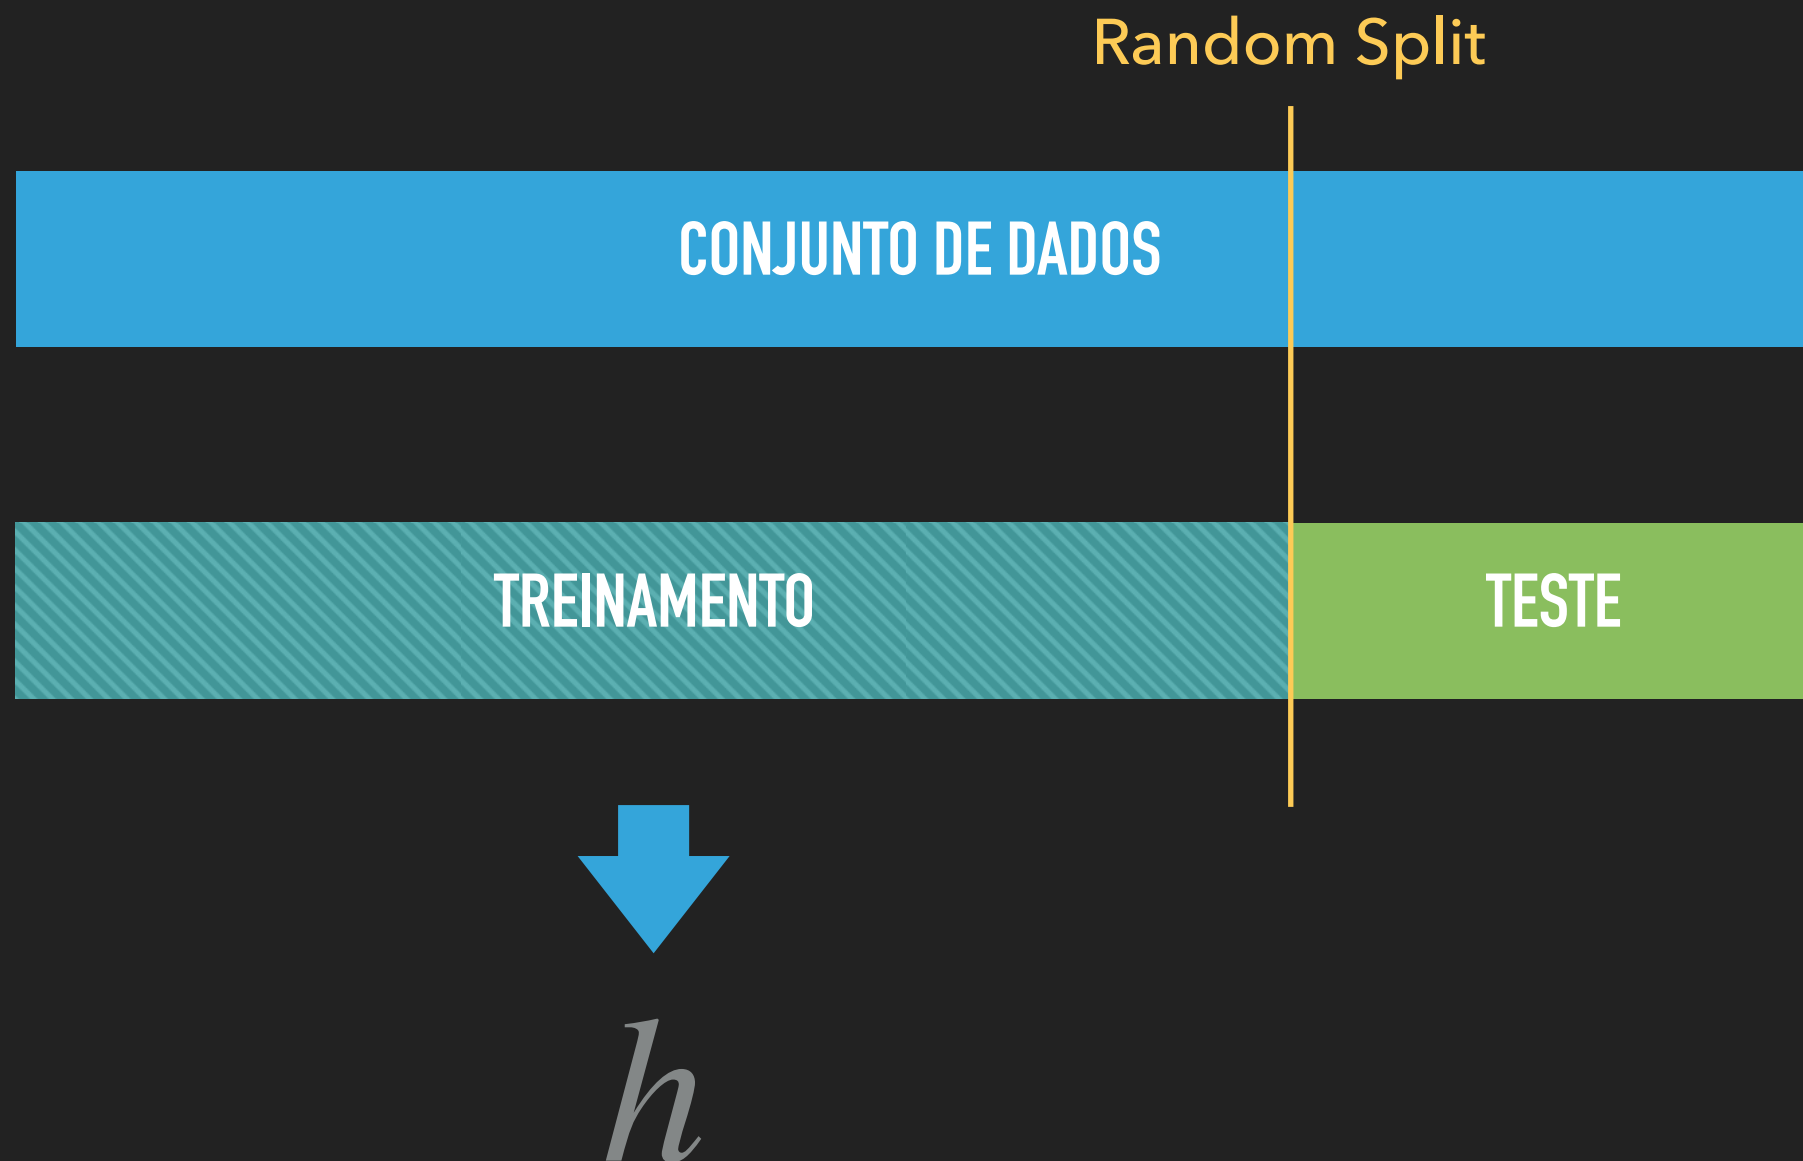 Random Split
CONJUNTO DE DADOS
TREINAMENTO
TESTE
h